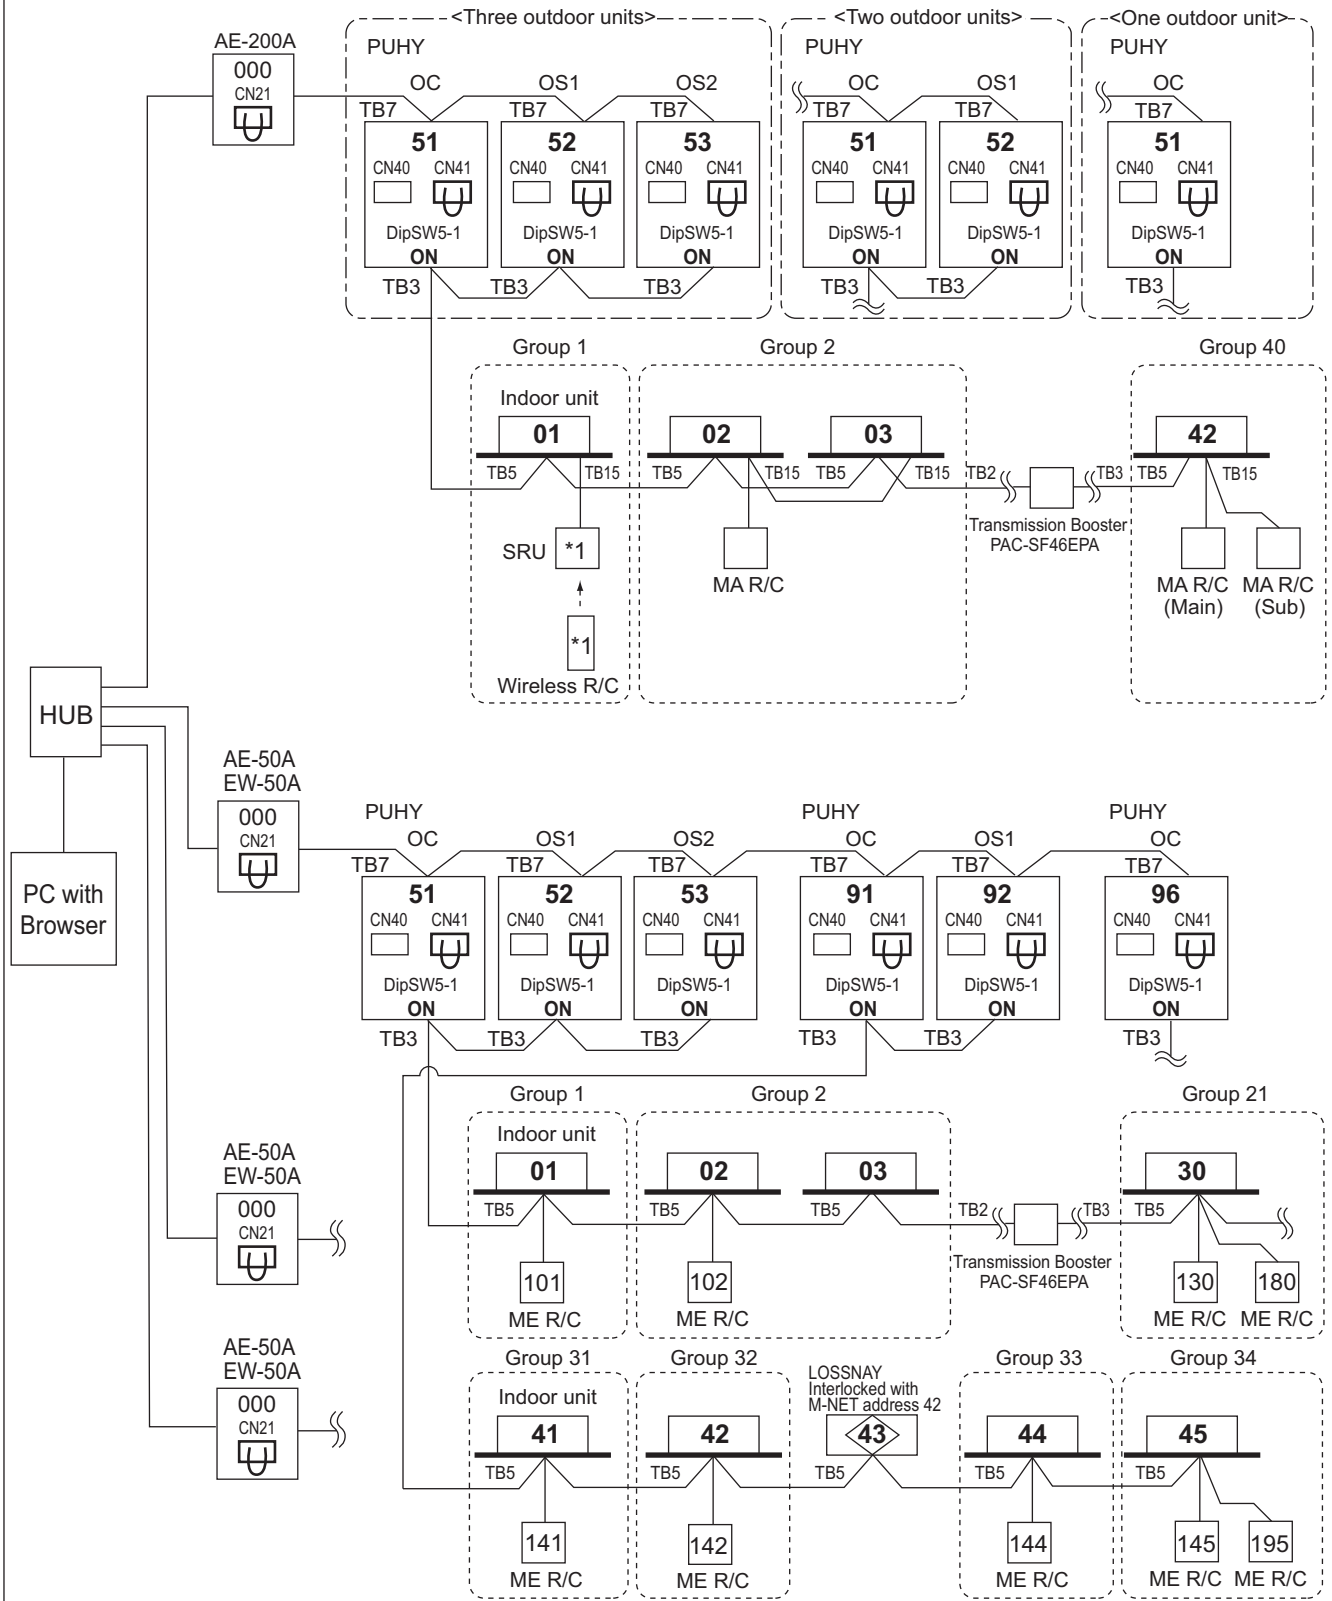 <Three outdoor units>
<Two outdoor units>
<One outdoor unit>
AE-200A
000
CN21
PUHY
PUHY
PUHY
OC
OS1
OS2
OC
OS1
OC
TB7
TB7
TB7
TB7
TB7
TB7
51
52
53
51
52
51
CN40 CN41
CN40 CN41
CN40 CN41
CN40 CN41
CN40 CN41
CN40 CN41
DipSW5-1
DipSW5-1
DipSW5-1
DipSW5-1
DipSW5-1
DipSW5-1
ON
ON
ON
ON
ON
ON
TB3
TB3
TB3
TB3
TB3
TB3
Group 1
Group 2
Group 40
Indoor unit
01
02
03
42
TB5
TB15
TB5
TB15
TB5
TB15
TB2
TB3
TB5
TB15
Transmission Booster
PAC-SF46EPA
SRU
*1
MA R/C
MA R/C
(Main)
MA R/C
(Sub)
*1
Wireless R/C
HUB
PC with
Browser
AE-50A
EW-50A
000
CN21
PUHY
PUHY
PUHY
OC
OS1
OS2
OC
OS1
OC
TB7
TB7
TB7
TB7
TB7
TB7
51
52
53
91
92
96
CN40 CN41
CN40 CN41
CN40 CN41
CN40 CN41
CN40 CN41
CN40 CN41
DipSW5-1
DipSW5-1
DipSW5-1
DipSW5-1
DipSW5-1
DipSW5-1
ON
ON
ON
ON
ON
ON
TB3
TB3
TB3
TB3
TB3
TB3
Group 1
Group 2
Group 21
Indoor unit
01
02
03
30
TB5
TB5
TB5
TB2
TB3
TB5
Transmission Booster
PAC-SF46EPA
101
102
130
180
ME R/C
ME R/C
ME R/C
ME R/C
AE-50A
EW-50A
000
CN21
AE-50A
EW-50A
000
CN21
Group 31
Group 32
LOSSNAY
Interlocked with
M-NET address 42
Group 33
Group 34
Indoor unit
41
42
43
44
45
TB5
TB5
TB5
TB5
TB5
141
142
144
145
195
ME R/C
ME R/C
ME R/C
ME R/C
ME R/C